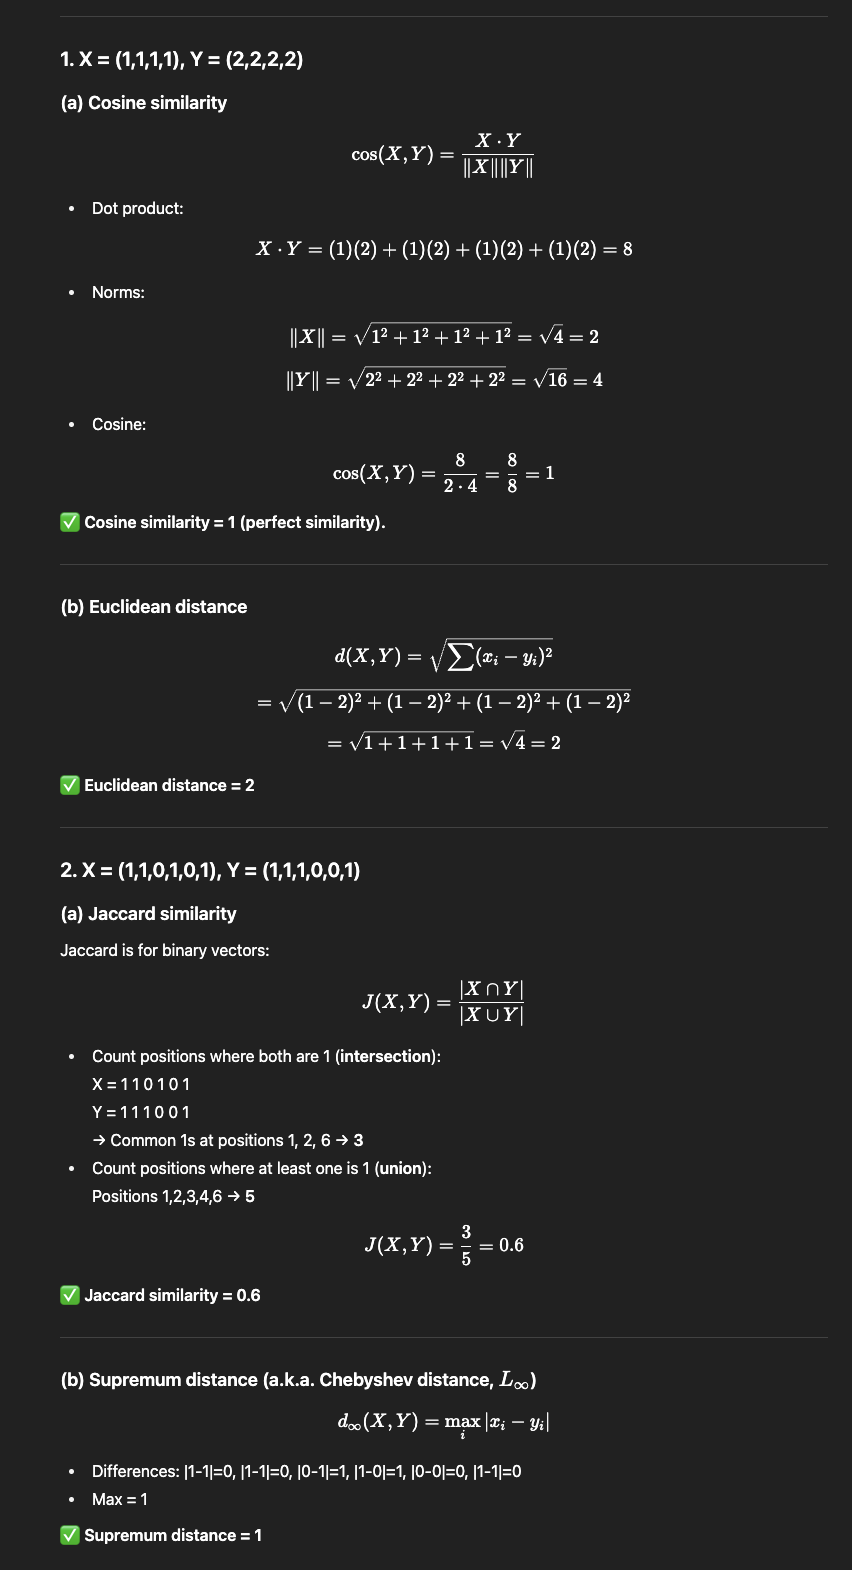 1. X = (1,1,1,1), Y = (2,2,2,2)
(a) Cosine similarity
cos(X, Y) = X · Y / ‖X‖‖Y‖
• Dot product:
X · Y = (1)(2) + (1)(2) + (1)(2) + (1)(2) = 8
• Norms:
‖X‖ = √(1² + 1² + 1² + 1²) = √4 = 2
‖Y‖ = √(2² + 2² + 2² + 2²) = √16 = 4
• Cosine:
cos(X, Y) = 8 / 2 · 4 = 8 / 8 = 1
✅ Cosine similarity = 1 (perfect similarity).
(b) Euclidean distance
d(X, Y) = √(∑(xᵢ − yᵢ)²)
= √((1 − 2)² + (1 − 2)² + (1 − 2)² + (1 − 2)²)
= √(1 + 1 + 1 + 1) = √4 = 2
✅ Euclidean distance = 2
2. X = (1,1,0,1,0,1), Y = (1,1,1,0,0,1)
(a) Jaccard similarity
Jaccard is for binary vectors:
J(X, Y) = |X ∩ Y| / |X ∪ Y|
• Count positions where both are 1 (intersection):
X = 1 1 0 1 0 1
Y = 1 1 1 0 0 1
→ Common 1s at positions 1, 2, 6 → 3
• Count positions where at least one is 1 (union):
Positions 1,2,3,4,6 → 5
J(X, Y) = 3 / 5 = 0.6
✅ Jaccard similarity = 0.6
(b) Supremum distance (a.k.a. Chebyshev distance, L∞)
d∞(X, Y) = max i |xᵢ − yᵢ|
• Differences: |1-1|=0, |1-1|=0, |0-1|=1, |1-0|=1, |0-0|=0, |1-1|=0
• Max = 1
✅ Supremum distance = 1